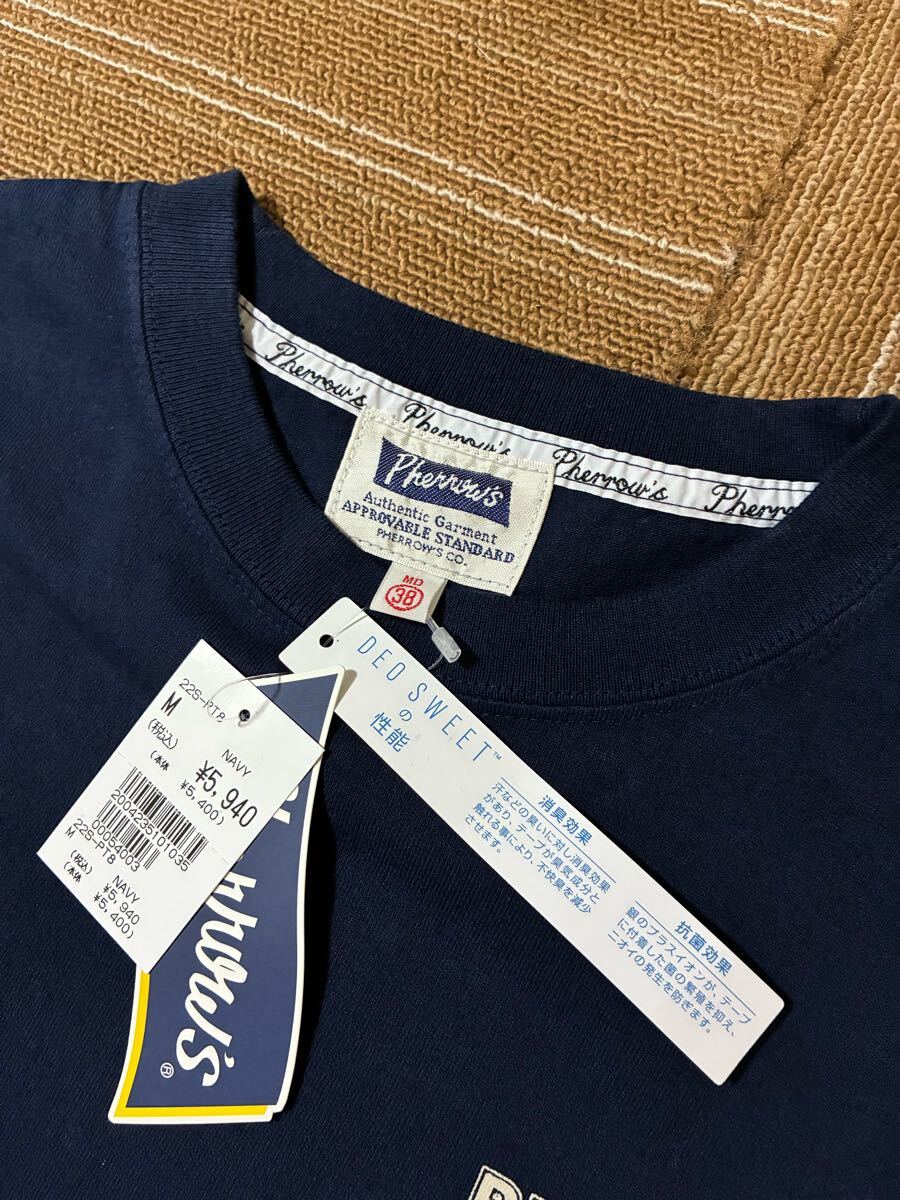 Pherrow's
Pherrow's
Pherrow's
Pherrow's
Authentic Garment
APPROVABLE STANDARD
PHERROW'S CO.
MD
38
22S-PT8
M
NAVY
(税込)
¥5,940
(本体
¥5,400)
2004235101035
00054003
22S-PT8
M
NAVY
(税込)
¥5,940
(本体
¥5,400)
®
DEO SWEET™
の
性能
消臭効果
汗などの臭いに対し消臭効果
があり、テープが臭気成分と
触れる事により、不快臭を減少
させます。
抗菌効果
銀のプラスイオンが、テープ
に付着した菌の繁殖を抑え、
ニオイの発生を防ぎます。